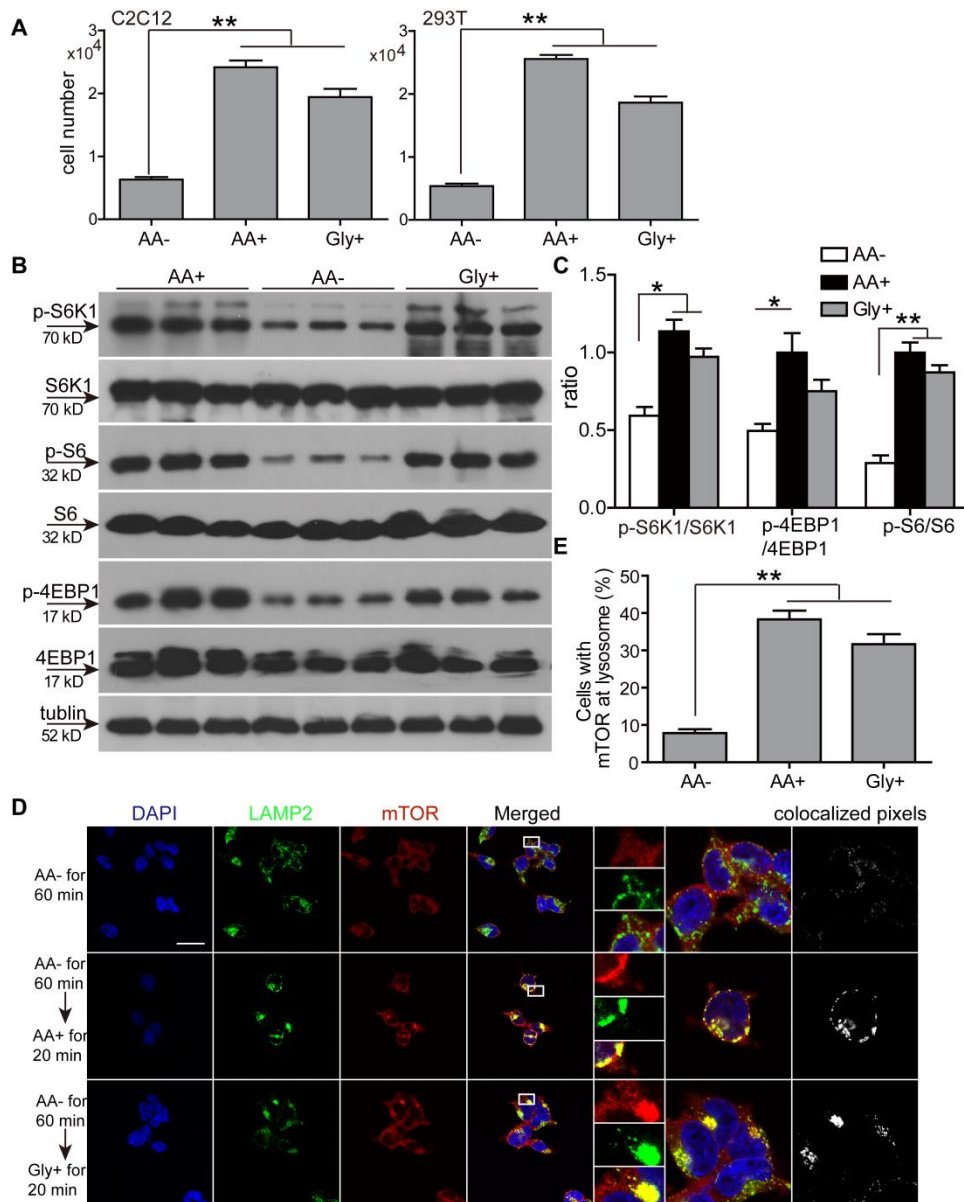 A
C2C12
**
3
x10⁴
2
1
0
cell number
AA-
AA+
Gly+
293T
**
3
x10⁴
2
1
0
AA-
AA+
Gly+
B
AA+
AA-
Gly+
p-S6K1
70 kD
S6K1
70 kD
p-S6
32 kD
S6
32 kD
p-4EBP1
17 kD
4EBP1
17 kD
tublin
52 kD
C
AA-
AA+
Gly+
1.5
1.0
0.5
0.0
ratio
*
*
**
p-S6K1/S6K1
p-4EBP1
/4EBP1
p-S6/S6
E
50
40
30
20
10
0
Cells with
mTOR at lysosome (%)
**
AA-
AA+
Gly+
D
DAPI
LAMP2
mTOR
Merged
colocalized pixels
AA- for
60 min
AA- for
60 min
AA+ for
20 min
AA- for
60 min
Gly+ for
20 min